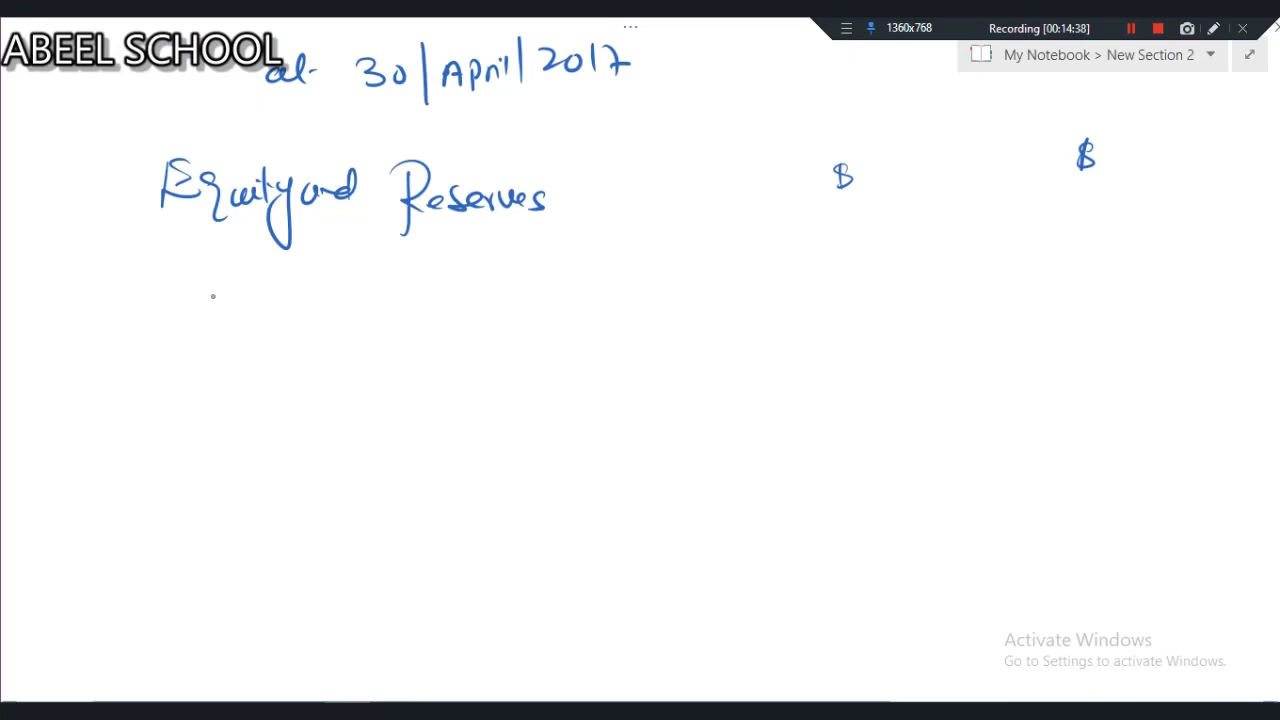 1360x768
Recording [00:14:38]
ABEEL SCHOOL
My Notebook > New Section 2
at 30/April/2017
$ $
Equity and Reserves
Activate Windows
Go to Settings to activate Windows.